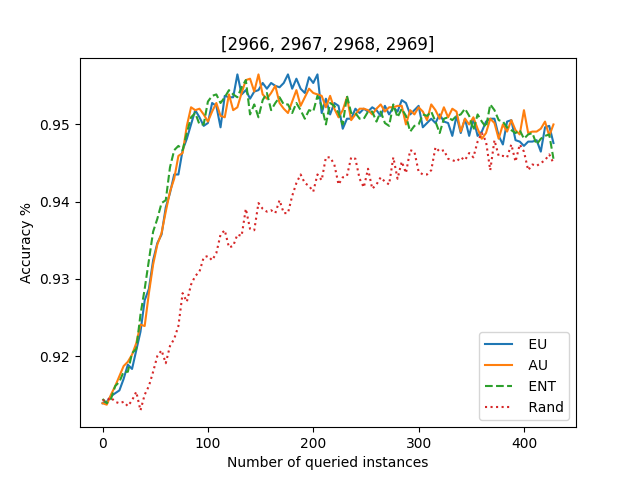 [2966, 2967, 2968, 2969]
Accuracy %
0.95
0.94
0.93
0.92
0 100 200 300 400
Number of queried instances
EU
AU
ENT
Rand